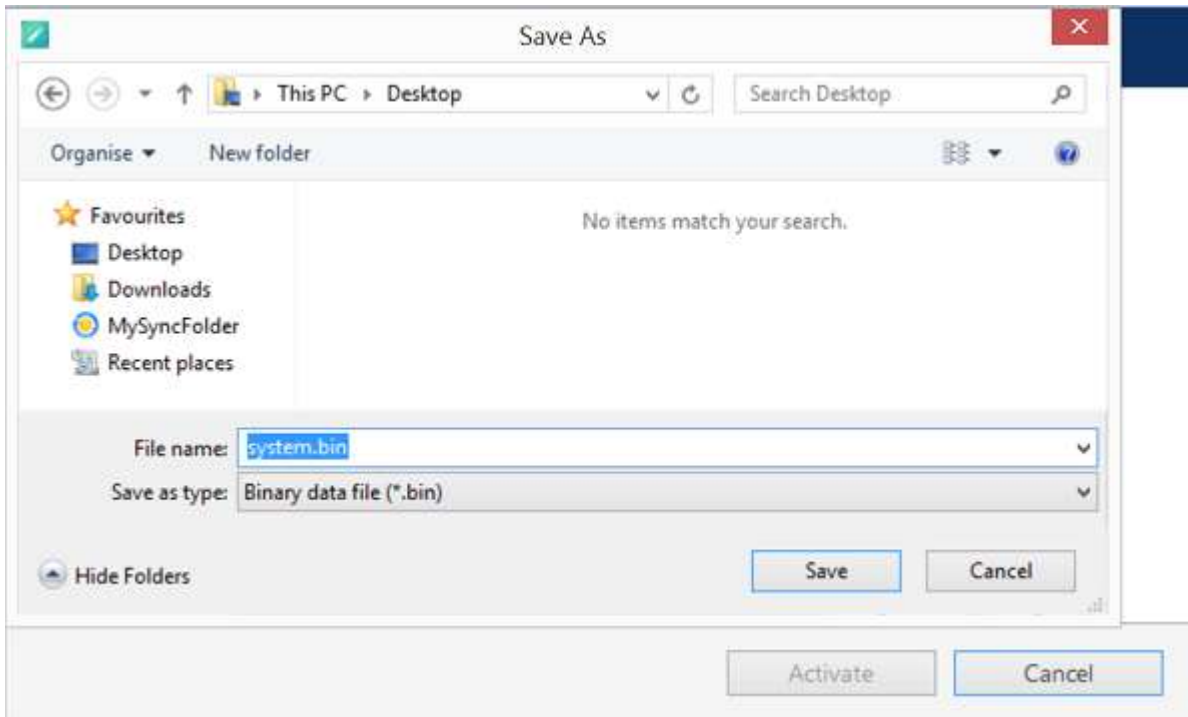 Save As
This PC Desktop Search Desktop
Organise New folder
Favourites
Desktop
Downloads
MySyncFolder
Recent places
No items match your search.
File name: system.bin
Save as type: Binary data file (*.bin)
Hide Folders Save Cancel
Activate Cancel